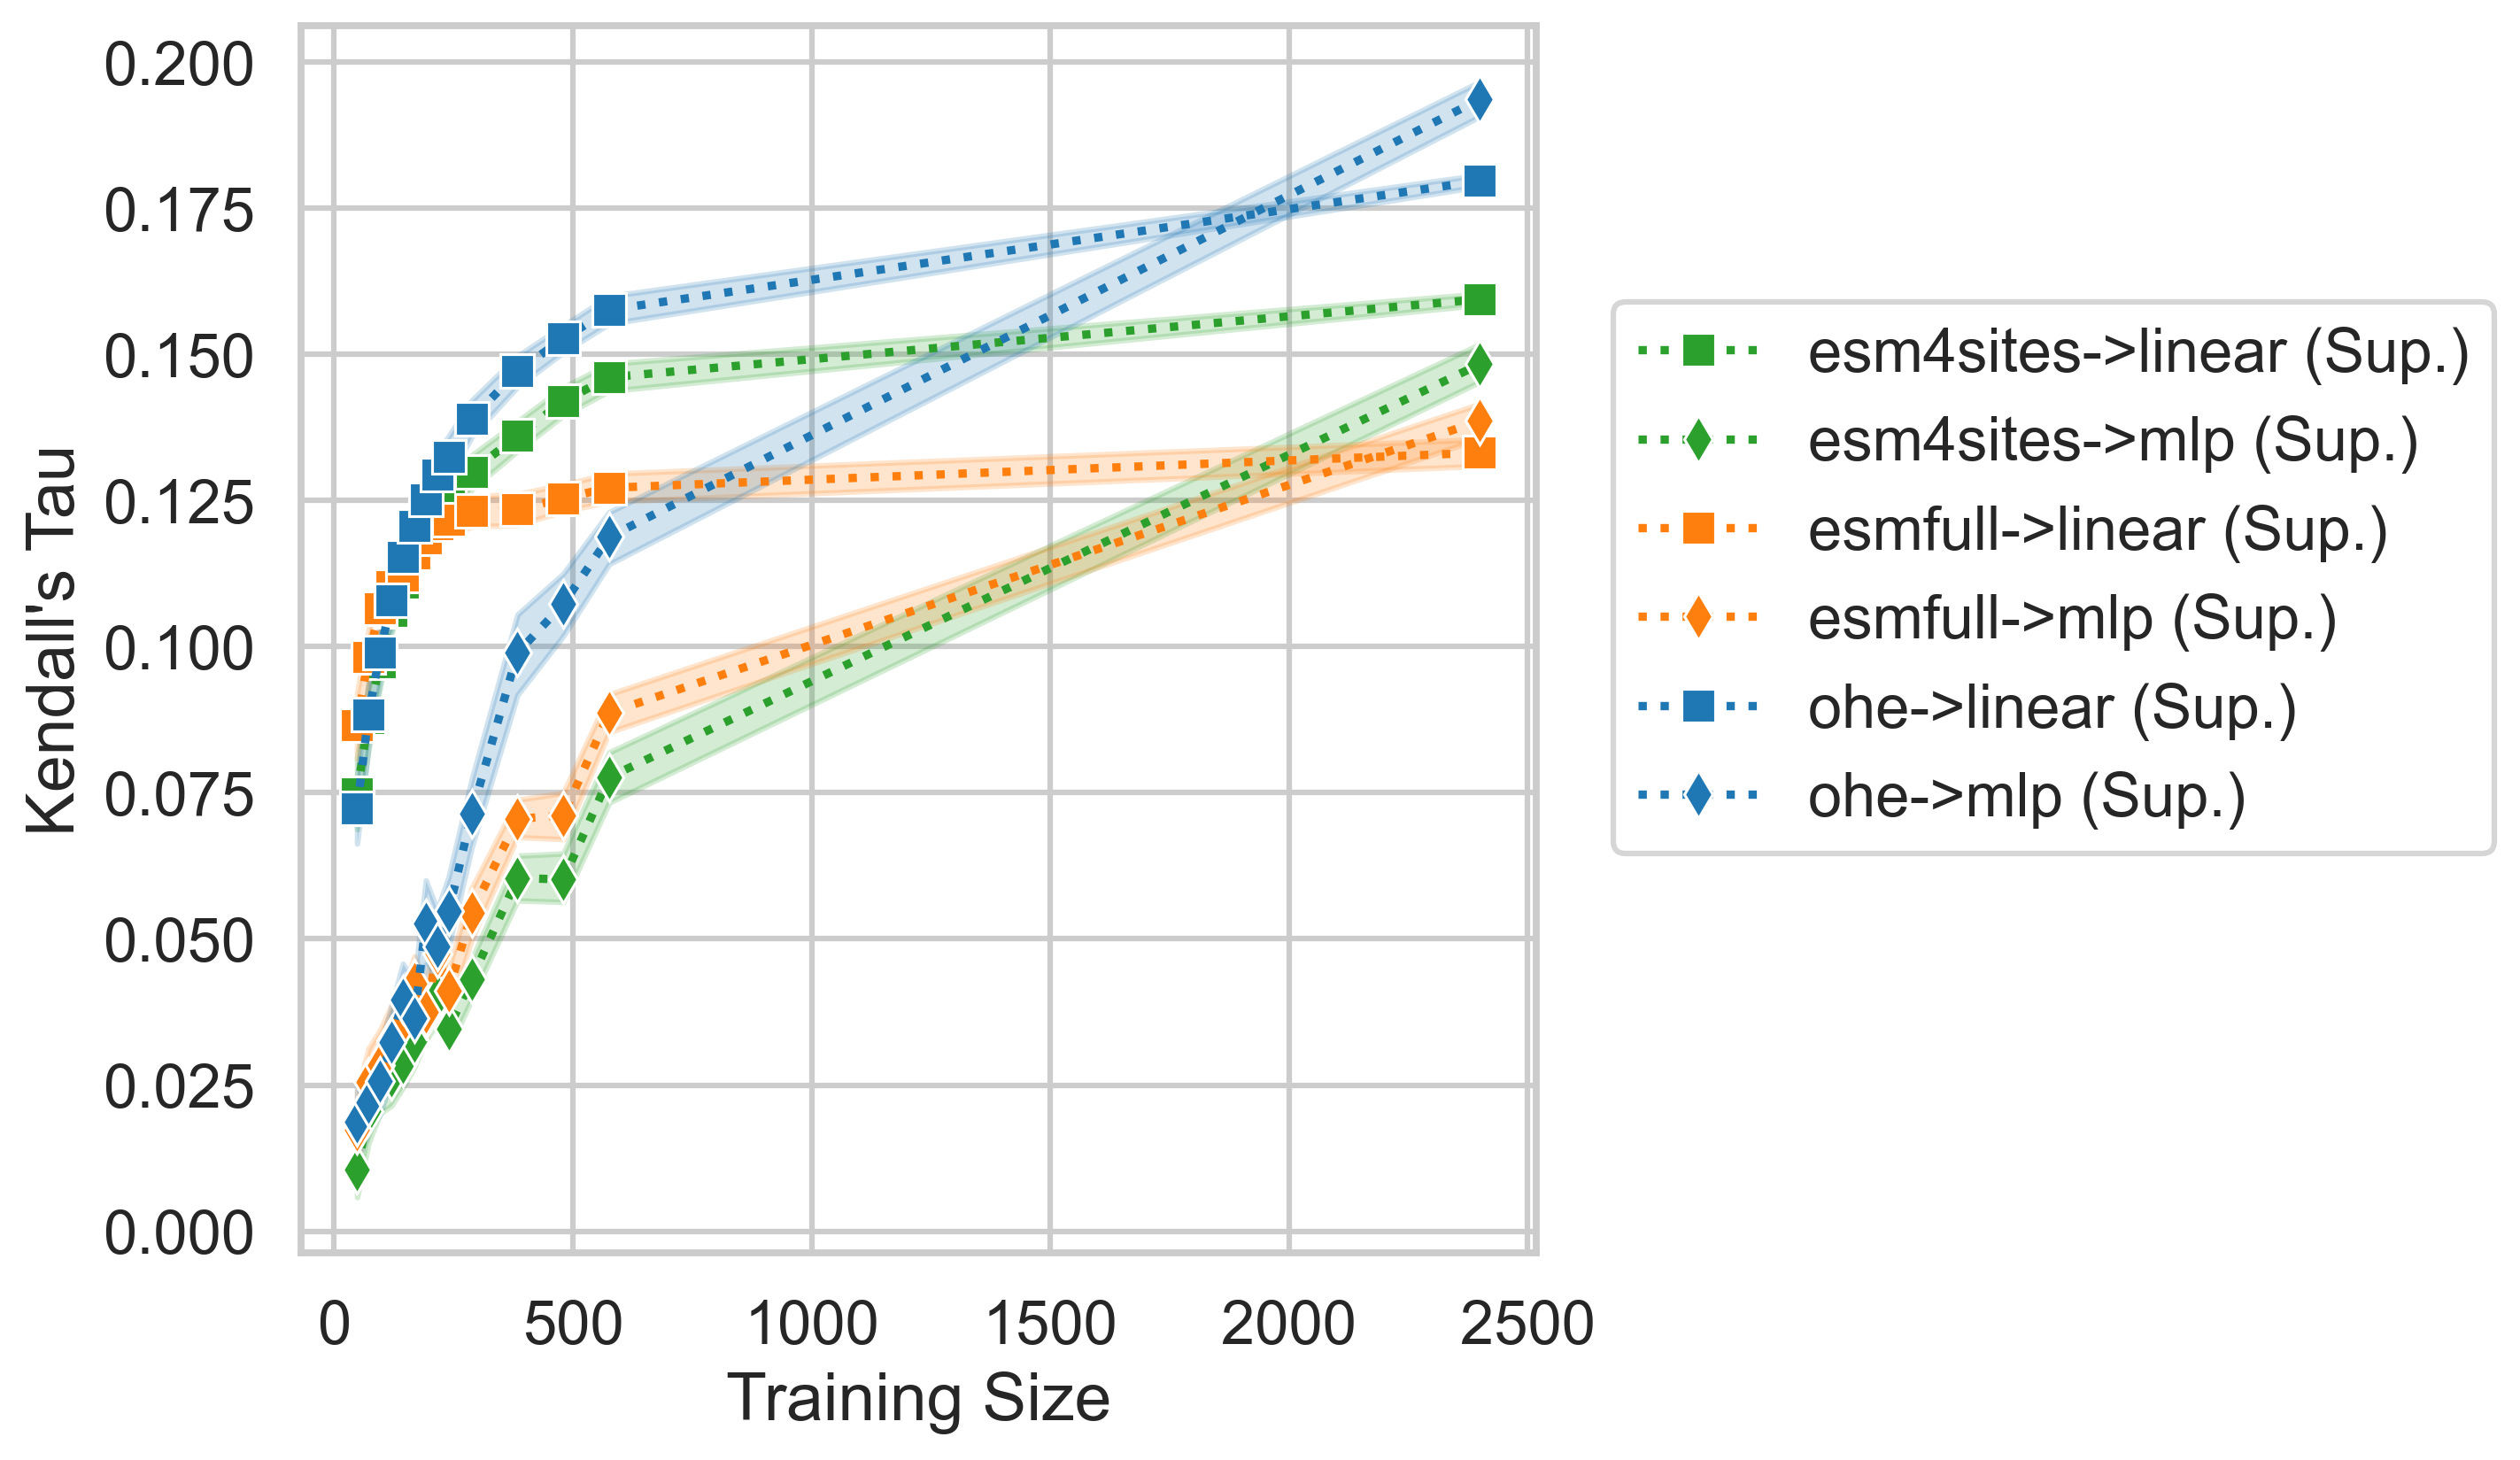 0.200
0.175
0.150
0.125
0.100
0.075
0.050
0.025
0.000
Kendall's Tau
0
500
1000
1500
2000
2500
Training Size
esm4sites->linear (Sup.)
esm4sites->mlp (Sup.)
esmfull->linear (Sup.)
esmfull->mlp (Sup.)
ohe->linear (Sup.)
ohe->mlp (Sup.)